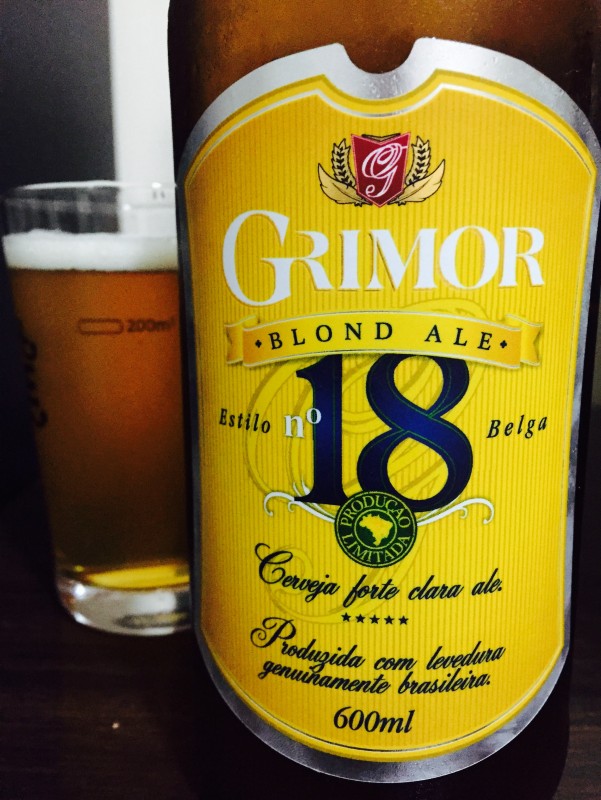 G
GRIMOR
BLOND ALE
Estilo nº 18 Belga
PRODUÇÃO
LIMITADA
Cerveja forte clara ale.
Produzida com levedura
genuinamente brasileira.
600ml
200ml